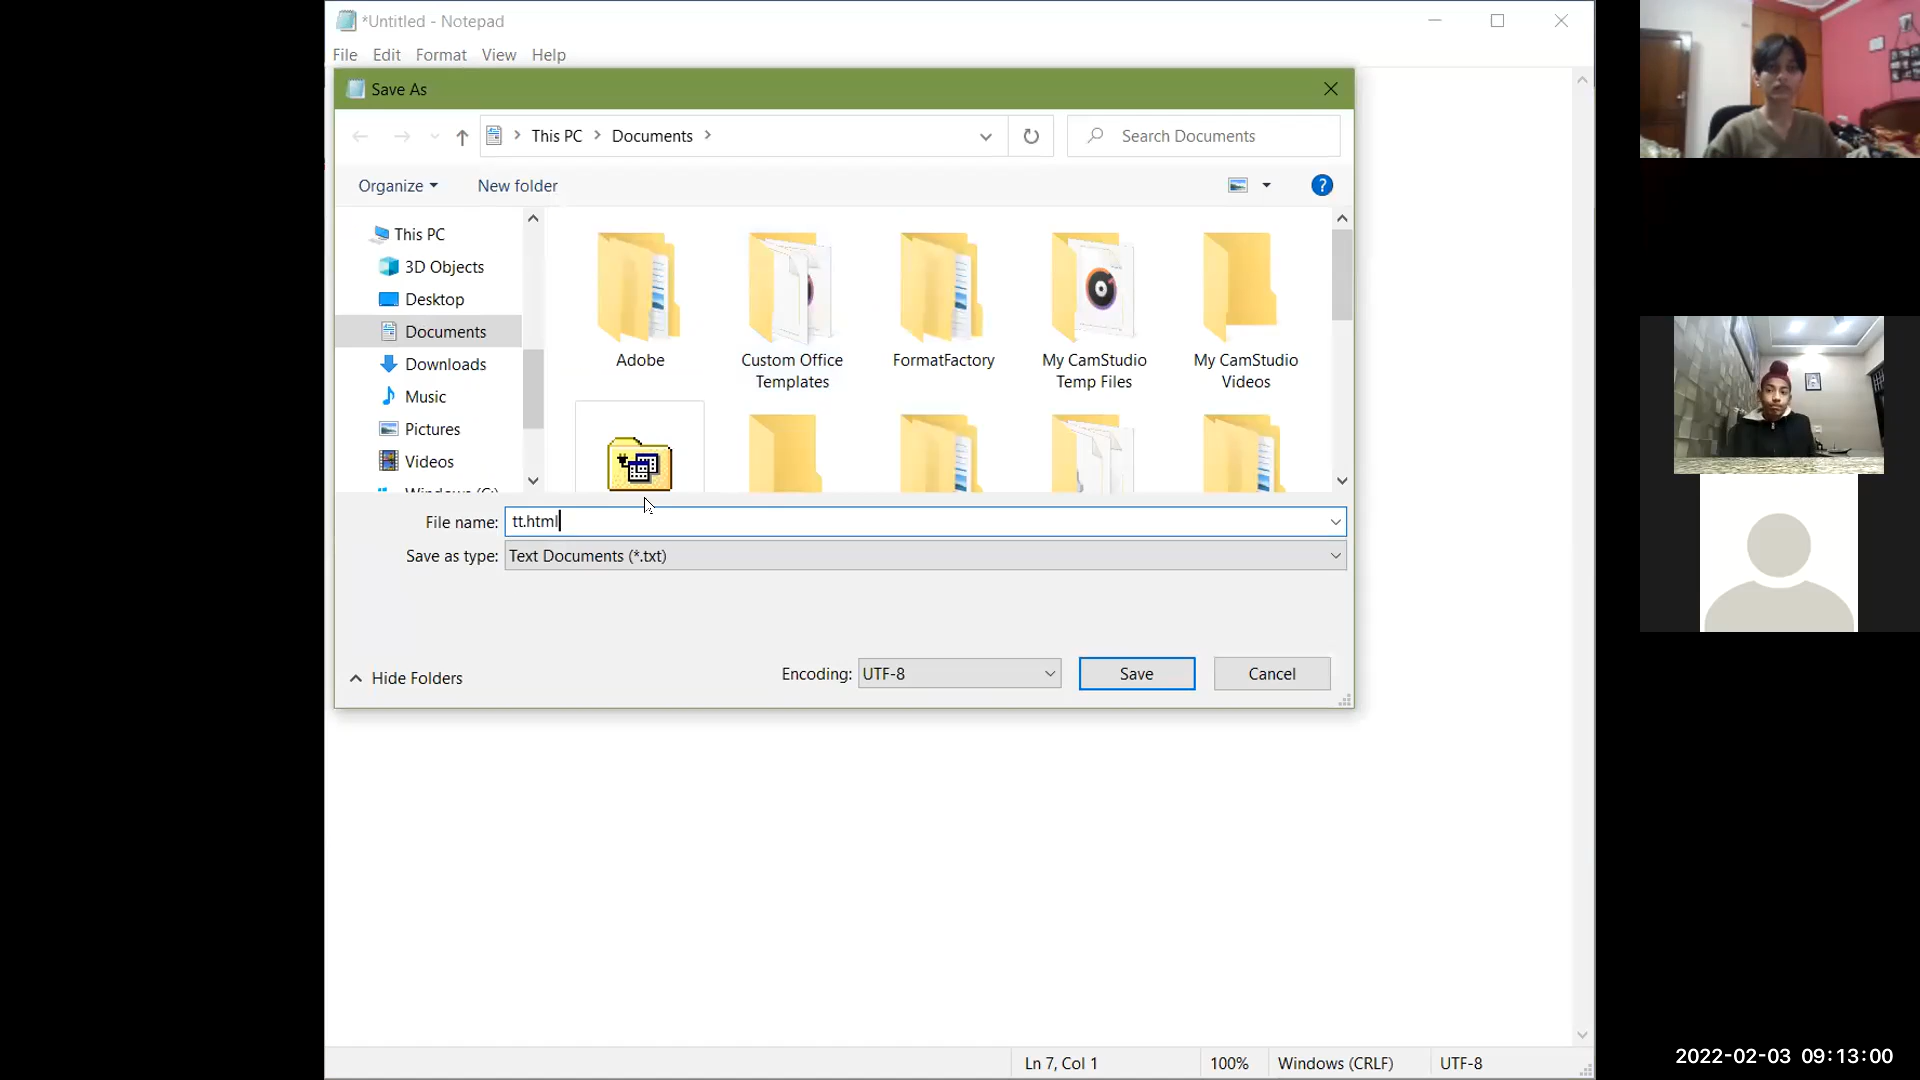 *Untitled - Notepad
File Edit Format View Help
Save As
This PC Documents
Search Documents
Organize New folder
This PC
3D Objects
Desktop
Documents
Downloads
Music
Pictures
Videos
Adobe
Custom Office Templates
FormatFactory
My CamStudio Temp Files
My CamStudio Videos
File name: tt.html
Save as type: Text Documents (*.txt)
Hide Folders
Encoding: UTF-8 Save Cancel
Ln 7, Col 1 100% Windows (CRLF) UTF-8
2022-02-03 09:13:00